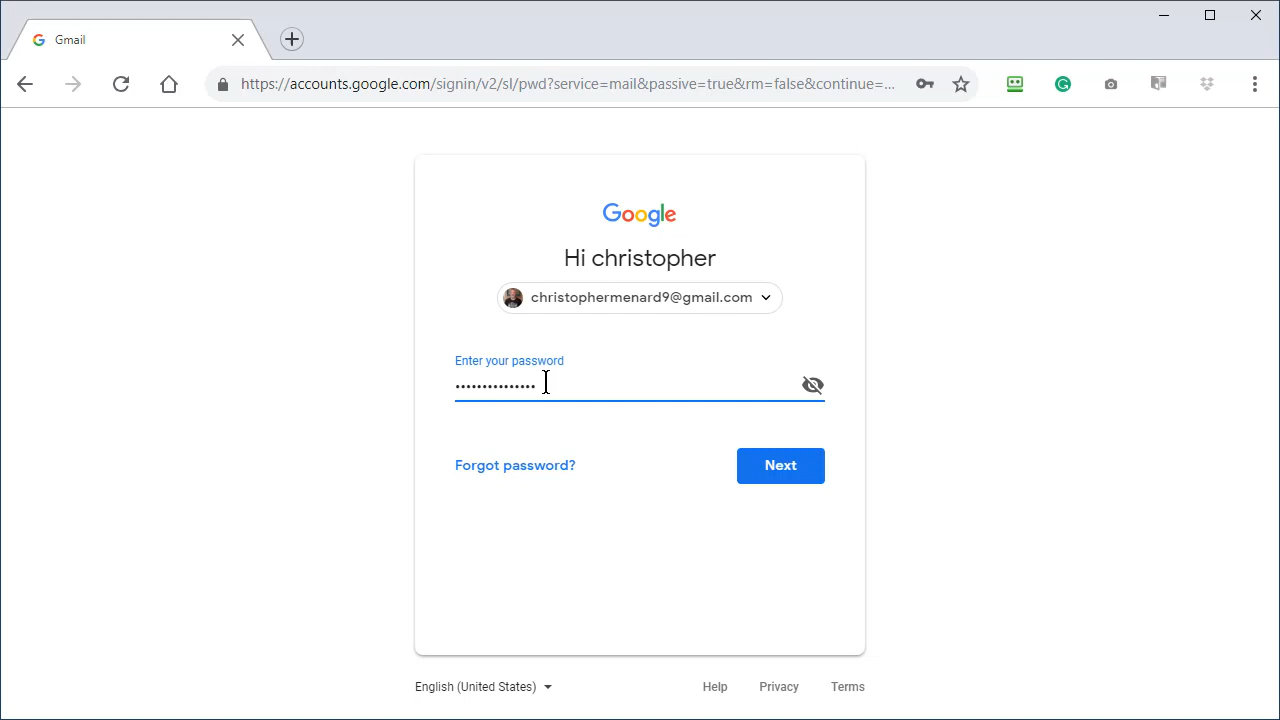 Gmail
https://accounts.google.com/signin/v2/sl/pwd?service=mail&passive=true&rm=false&continue=...
Google
Hi christopher
christophermenard9@gmail.com
Enter your password
•••••••••••••••
Forgot password?
Next
English (United States)
Help
Privacy
Terms